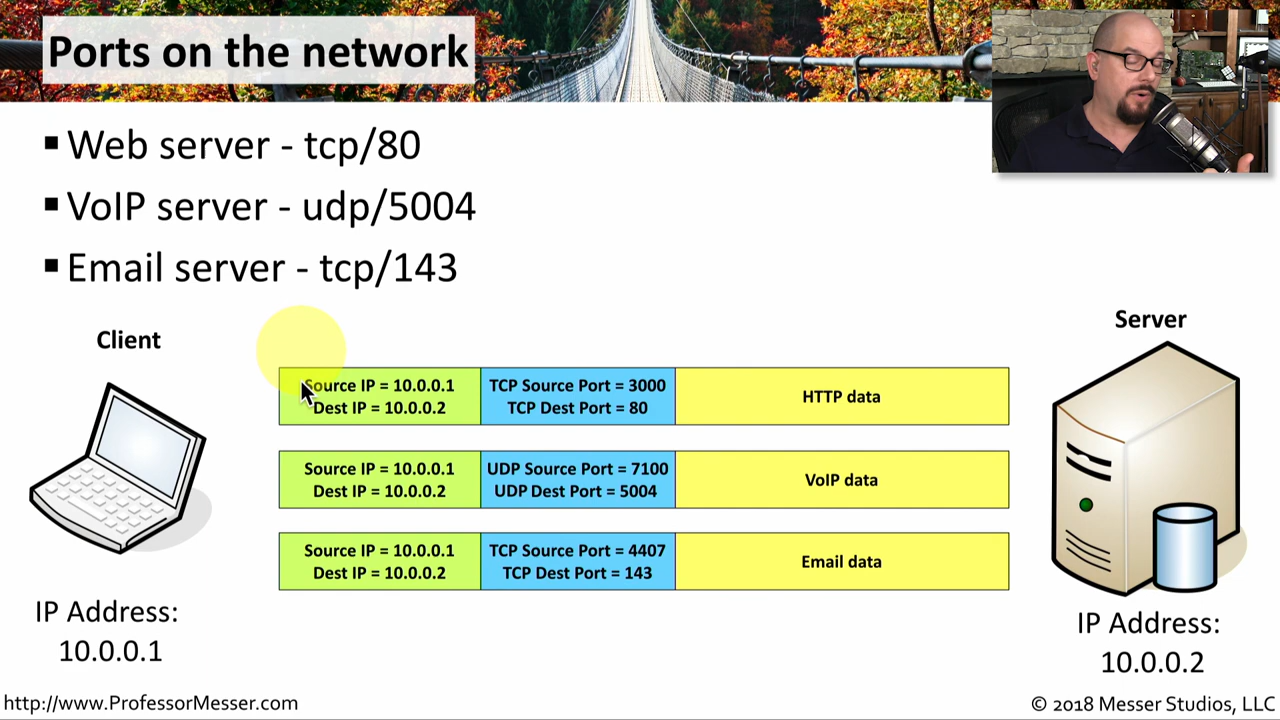 Ports on the network
▪ Web server - tcp/80
▪ VoIP server - udp/5004
▪ Email server - tcp/143
Client
Server
Source IP = 10.0.0.1
Dest IP = 10.0.0.2
TCP Source Port = 3000
TCP Dest Port = 80
HTTP data
Source IP = 10.0.0.1
Dest IP = 10.0.0.2
UDP Source Port = 7100
UDP Dest Port = 5004
VoIP data
Source IP = 10.0.0.1
Dest IP = 10.0.0.2
TCP Source Port = 4407
TCP Dest Port = 143
Email data
IP Address:
10.0.0.1
IP Address:
10.0.0.2
http://www.ProfessorMesser.com
© 2018 Messer Studios, LLC